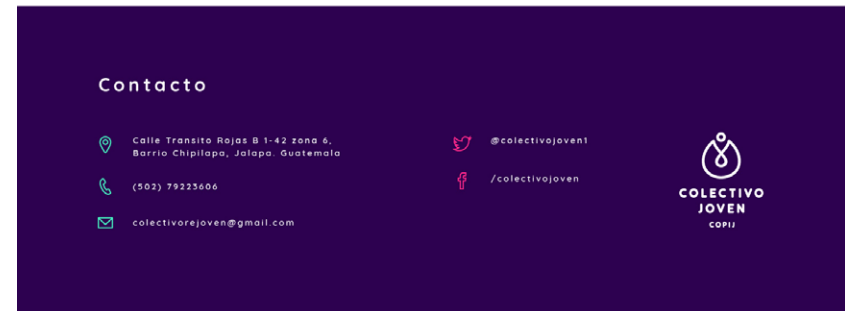 Contacto
Calle Transito Rojas B 1-42 zona 6,
Barrio Chipilapa, Jalapa. Guatemala
(502) 79223606
colectivorejoven@gmail.com
@colectivojoven1
/colectivojoven
COLECTIVO
JOVEN
COPIJ